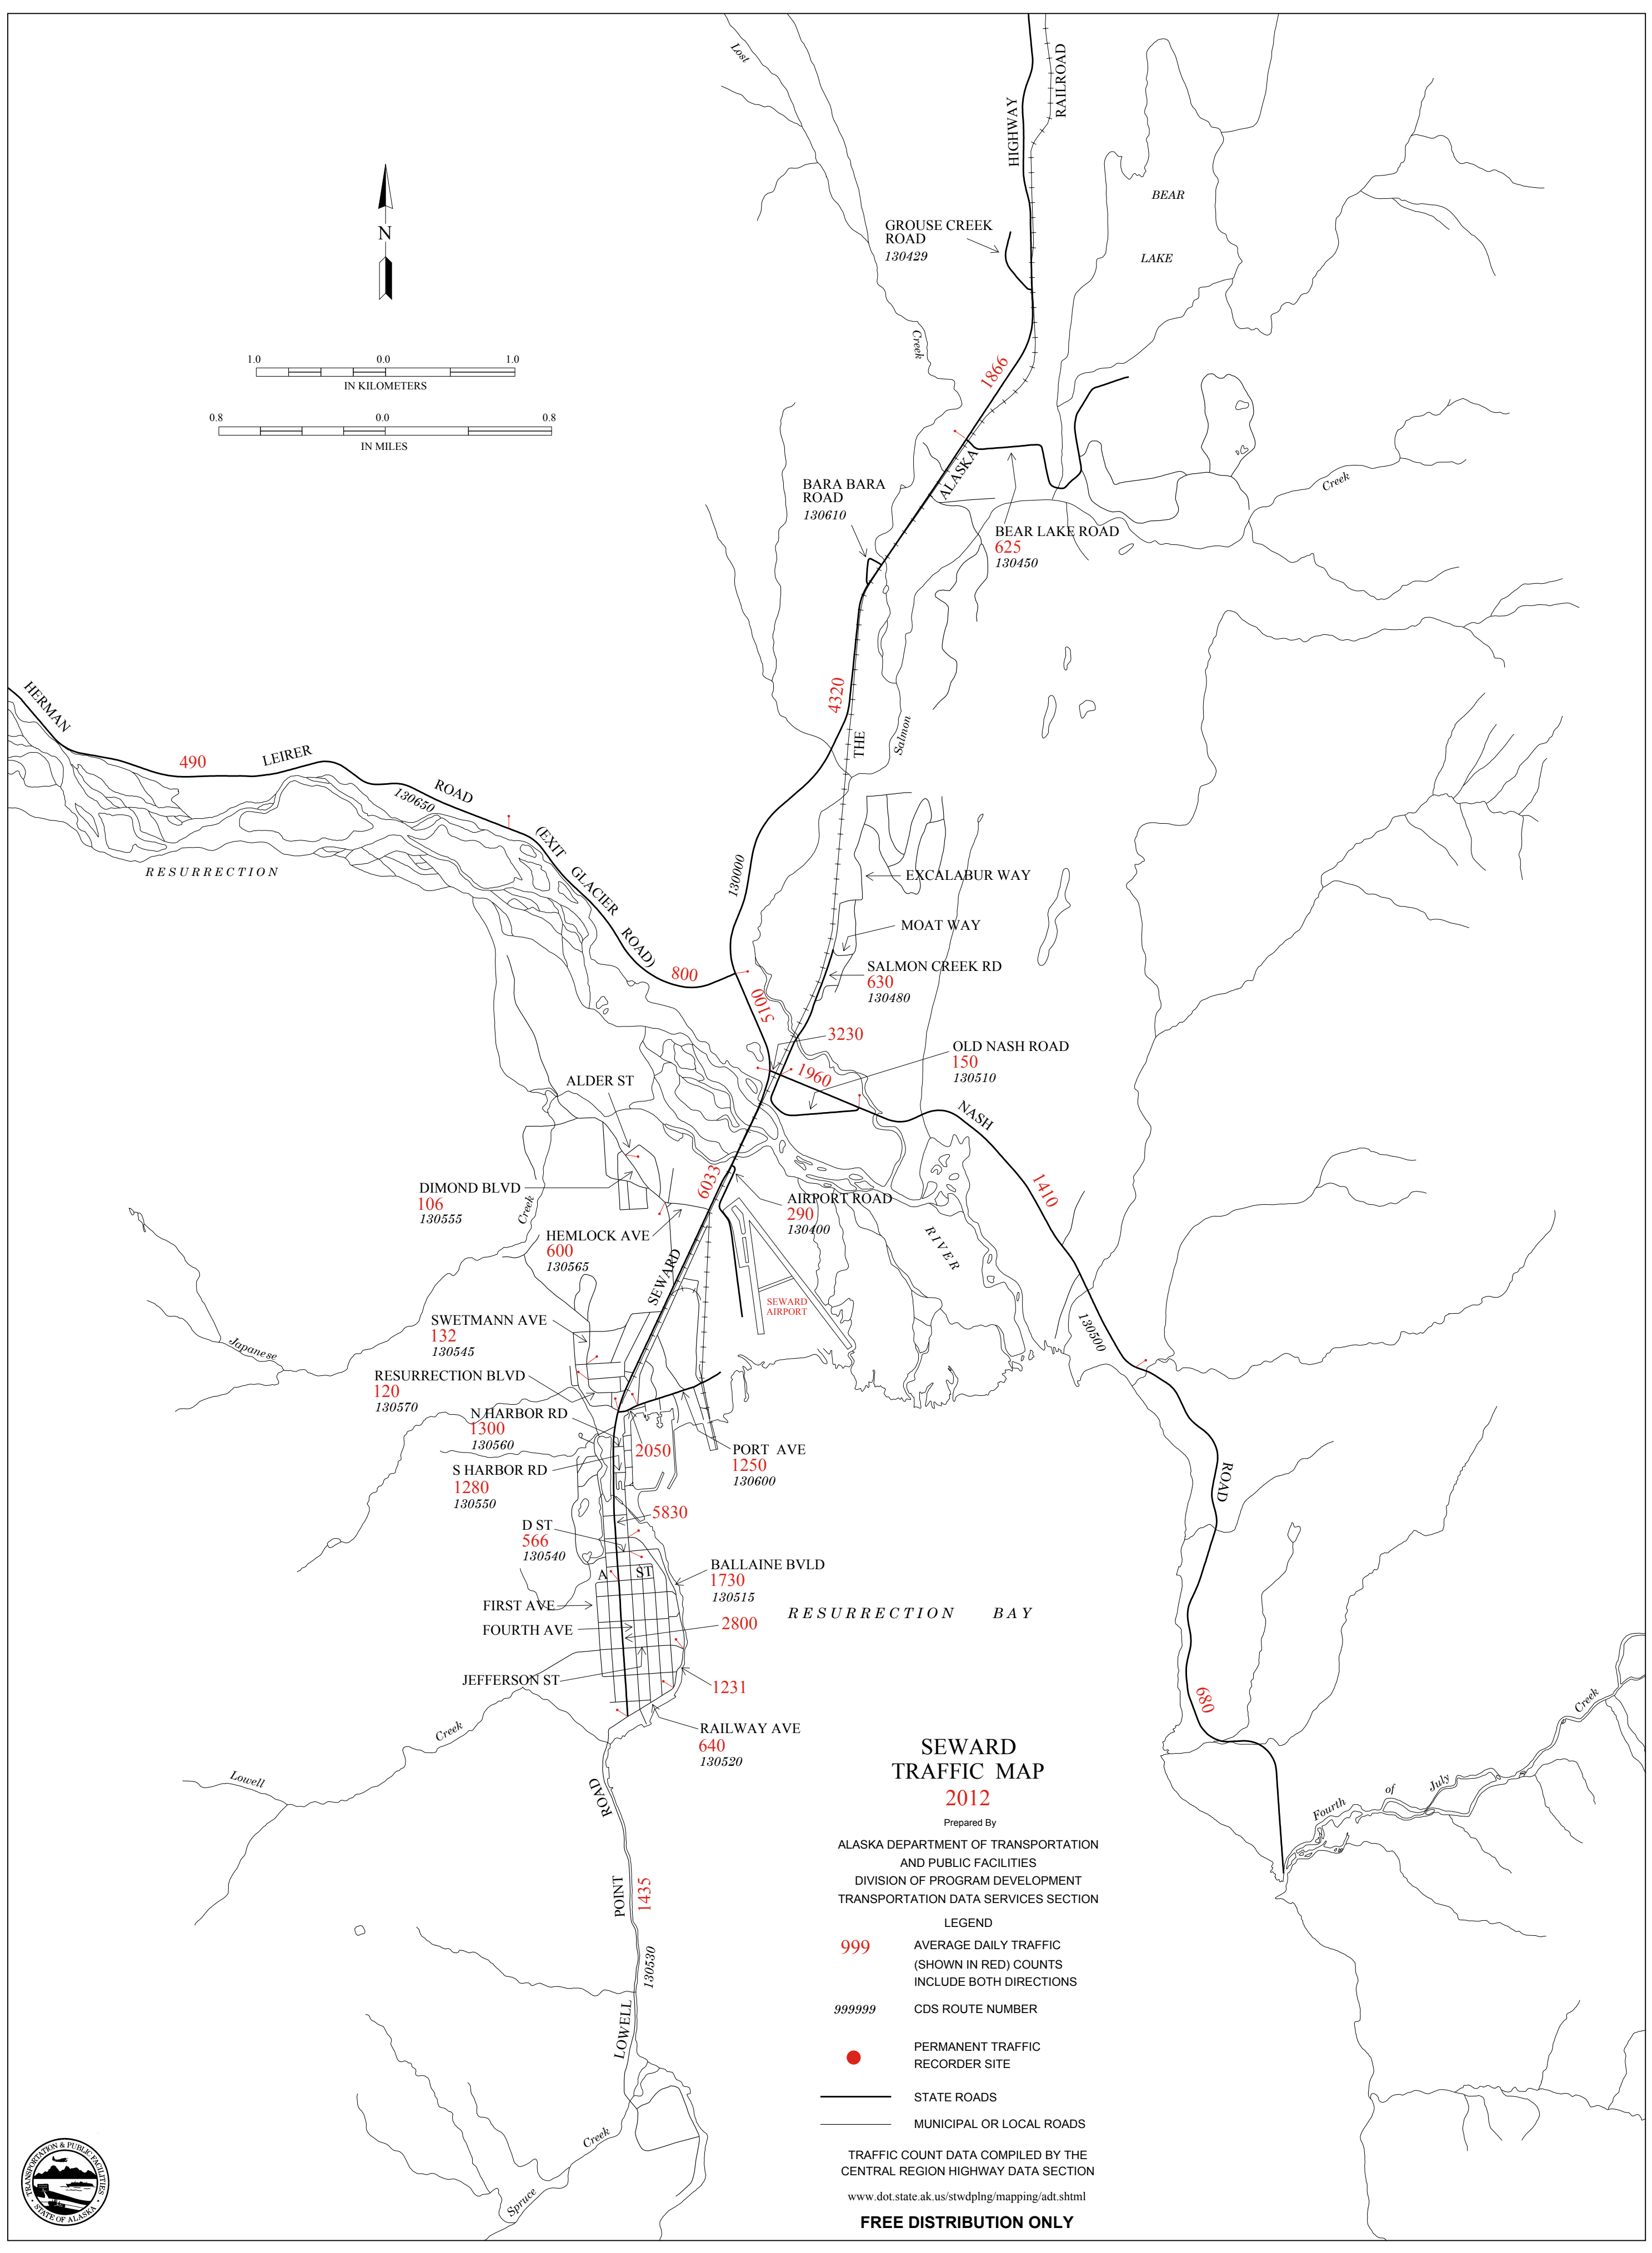 Lost
HIGHWAY
RAILROAD
BEAR
LAKE
GROUSE CREEK
ROAD
130429
N
1.0 0.0 1.0
IN KILOMETERS
0.8 0.0 0.8
IN MILES
Creek
1866
ALASKA
BARA BARA
ROAD
130610
Creek
BEAR LAKE ROAD
625
130450
HERMAN
490
LEIRER
ROAD
130650
(EXIT
GLACIER
ROAD)
800
4320
THE
Salmon
RESURRECTION
130000
EXCALABUR WAY
MOAT WAY
SALMON CREEK RD
630
130480
5100
3230
1960
OLD NASH ROAD
150
130510
ALDER ST
NASH
1410
DIMOND BLVD
106
130555
Creek
6033
AIRPORT ROAD
290
130400
HEMLOCK AVE
600
130565
RIVER
SEWARD
SEWARD
AIRPORT
130500
SWETMANN AVE
132
130545
Japanese
RESURRECTION BLVD
120
130570
N HARBOR RD
1300
130560
2050
PORT AVE
1250
130600
S HARBOR RD
1280
130550
ROAD
5830
D ST
566
130540
A ST
BALLAINE BVLD
1730
130515
FIRST AVE
RESURRECTION BAY
FOURTH AVE
2800
JEFFERSON ST
1231
680
Creek
RAILWAY AVE
640
130520
Lowell
Creek
Fourth of July
ROAD
POINT
1435
130530
LOWELL
Creek
Spruce
SEWARD
TRAFFIC MAP
2012
Prepared By
ALASKA DEPARTMENT OF TRANSPORTATION
AND PUBLIC FACILITIES
DIVISION OF PROGRAM DEVELOPMENT
TRANSPORTATION DATA SERVICES SECTION
LEGEND
999 AVERAGE DAILY TRAFFIC
(SHOWN IN RED) COUNTS
INCLUDE BOTH DIRECTIONS
999999 CDS ROUTE NUMBER
PERMANENT TRAFFIC
RECORDER SITE
STATE ROADS
MUNICIPAL OR LOCAL ROADS
TRAFFIC COUNT DATA COMPILED BY THE
CENTRAL REGION HIGHWAY DATA SECTION
www.dot.state.ak.us/stwdplng/mapping/adt.shtml
FREE DISTRIBUTION ONLY
TRANSPORTATION & PUBLIC FACILITIES
STATE OF ALASKA